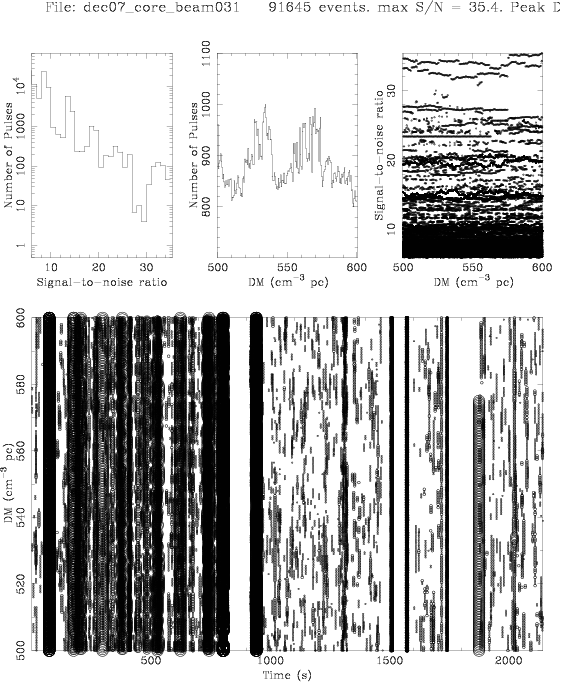 File: dec07_core_beam031 91645 events. max S/N = 35.4. Peak D
Number of Pulses
10⁴
1000
100
10
1
10 20 30
Signal-to-noise ratio
Number of Pulses
1100
1000
900
800
500 550 600
DM (cm⁻³ pc)
Signal-to-noise ratio
30
20
10
500 550 600
DM (cm⁻³ pc)
DM (cm⁻³ pc)
600
580
560
540
520
500
500 1000 1500 2000
Time (s)